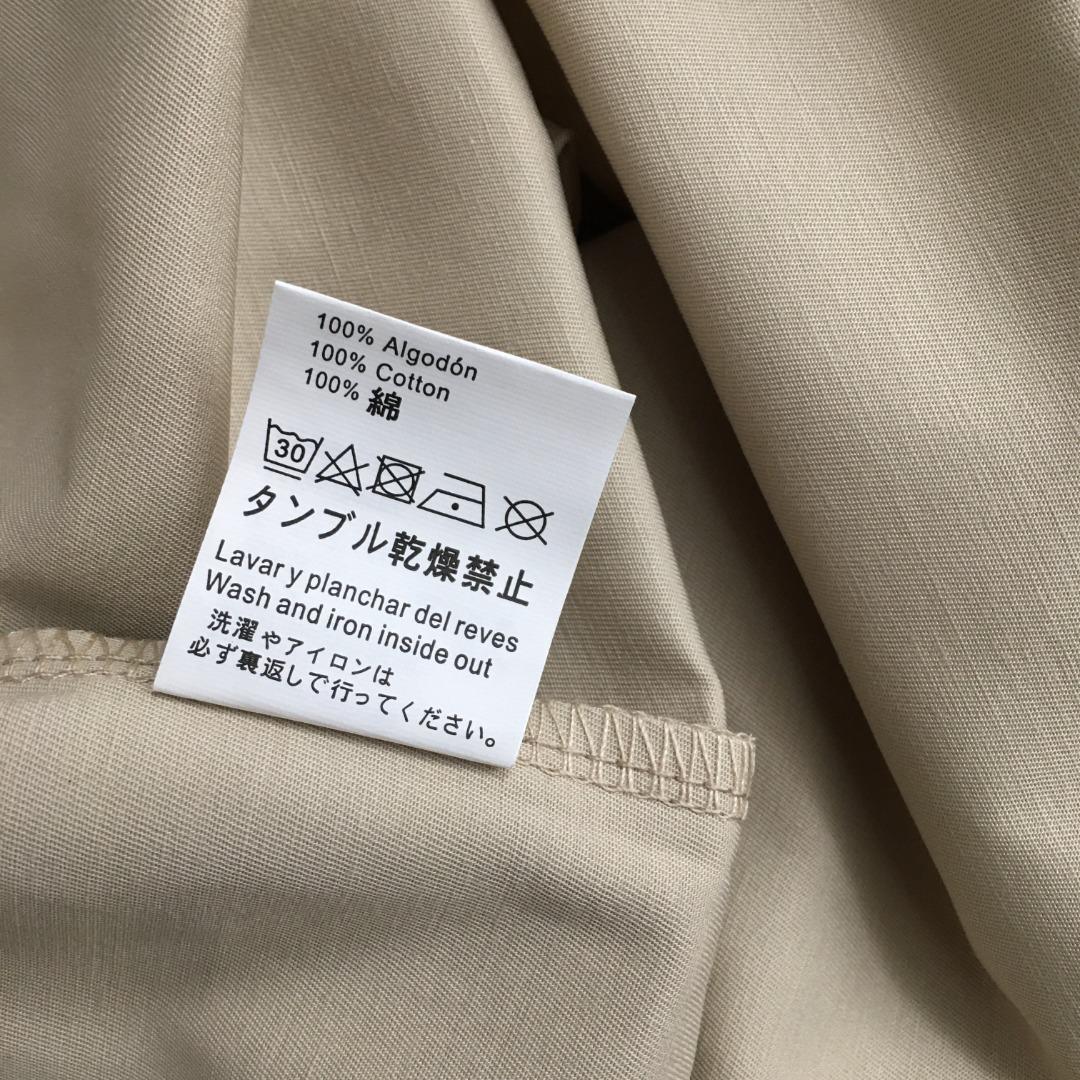 100% Algodón
100% Cotton
100% 綿
30
タンブル乾燥禁止
Lavar y planchar del reves
Wash and iron inside out
洗濯やアイロンは
必ず裏返しで行ってください。